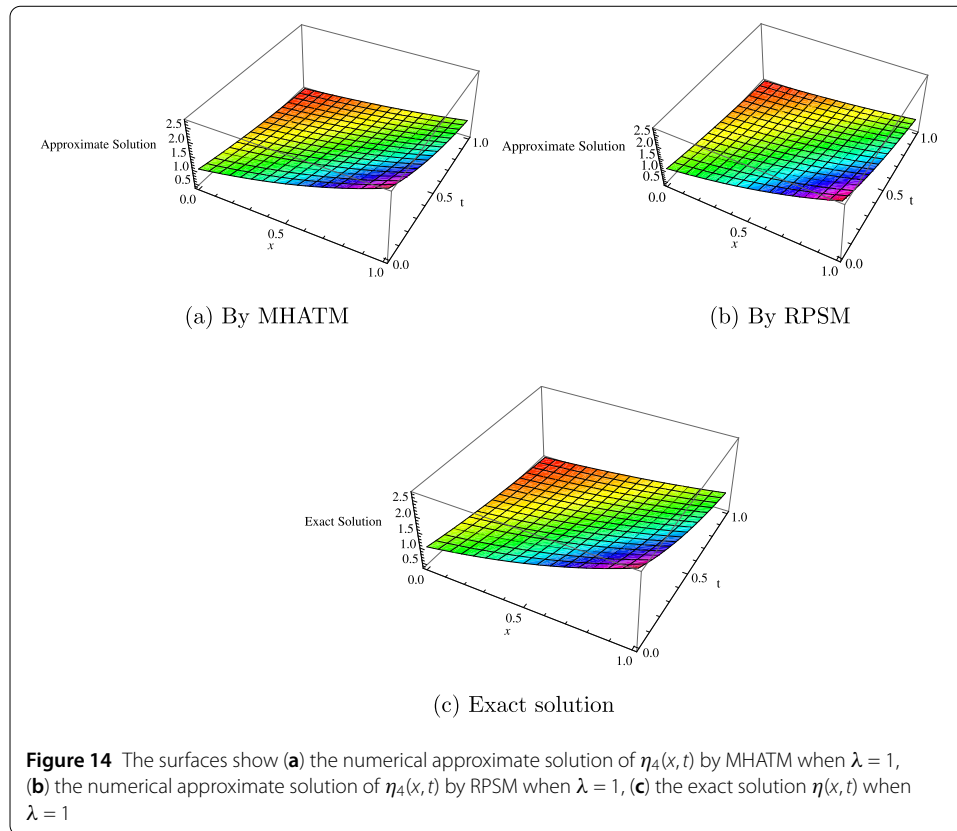 2.5
2.0
Approximate Solution
1.5
1.0
0.5
0.0
0.5
x
1.0
0.0
0.5
t
1.0
(a) By MHATM
2.5
2.0
Approximate Solution
1.5
1.0
0.5
0.0
0.5
x
1.0
0.0
0.5
t
1.0
(b) By RPSM
2.5
2.0
Exact Solution
1.5
1.0
0.5
0.0
0.5
x
1.0
0.0
0.5
t
1.0
(c) Exact solution
Figure 14 The surfaces show (a) the numerical approximate solution of η₄(x, t) by MHATM when λ = 1,
(b) the numerical approximate solution of η₄(x, t) by RPSM when λ = 1, (c) the exact solution η(x, t) when
λ = 1